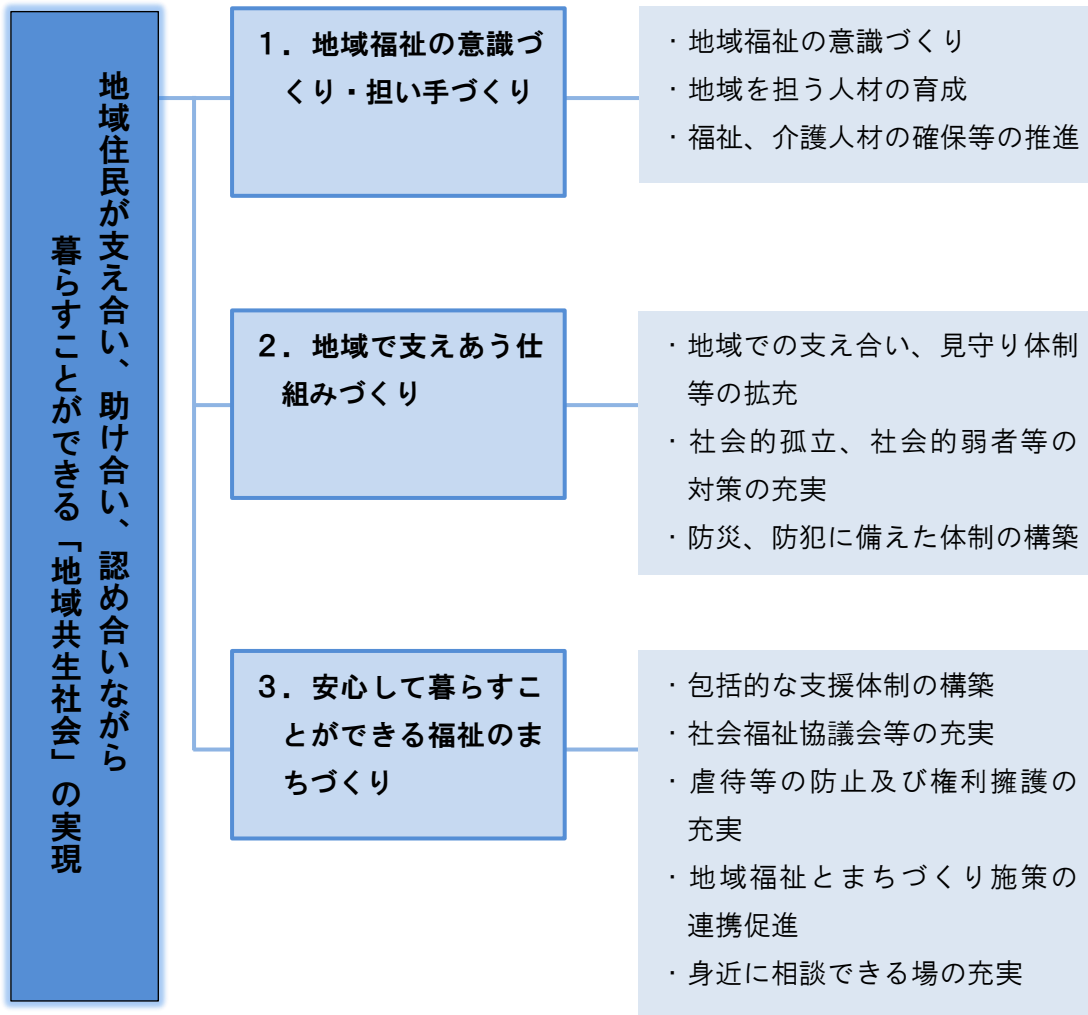 地域住民が支え合い、助け合い、認め合いながら
暮らすことができる「地域共生社会」の実現
１．地域福祉の意識づ
くり・担い手づくり
・地域福祉の意識づくり
・地域を担う人材の育成
・福祉、介護人材の確保等の推進
２．地域で支えあう仕
組みづくり
・地域での支え合い、見守り体制
等の拡充
・社会的孤立、社会的弱者等の
対策の充実
・防災、防犯に備えた体制の構築
３．安心して暮らすこ
とができる福祉のま
ちづくり
・包括的な支援体制の構築
・社会福祉協議会等の充実
・虐待等の防止及び権利擁護の
充実
・地域福祉とまちづくり施策の
連携促進
・身近に相談できる場の充実